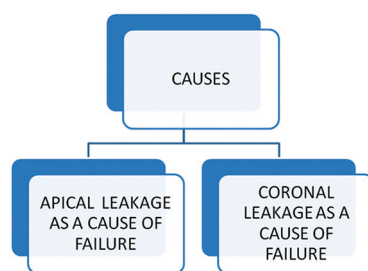 CAUSES
APICAL LEAKAGE
AS A CAUSE OF
FAILURE
CORONAL
LEAKAGE AS A
CAUSE OF
FAILURE